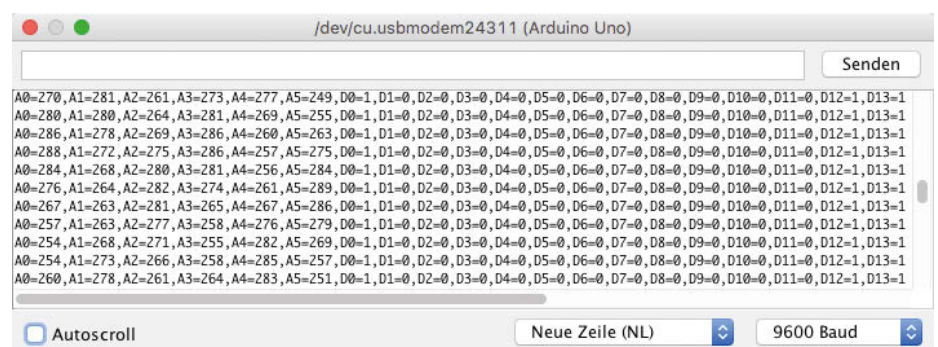 /dev/cu.usbmodem24311 (Arduino Uno)
Senden
A0=270,A1=281,A2=261,A3=273,A4=277,A5=249,D0=1,D1=0,D2=0,D3=0,D4=0,D5=0,D6=0,D7=0,D8=0,D9=0,D10=0,D11=0,D12=1,D13=1
A0=280,A1=280,A2=264,A3=281,A4=269,A5=255,D0=1,D1=0,D2=0,D3=0,D4=0,D5=0,D6=0,D7=0,D8=0,D9=0,D10=0,D11=0,D12=1,D13=1
A0=286,A1=278,A2=269,A3=286,A4=260,A5=263,D0=1,D1=0,D2=0,D3=0,D4=0,D5=0,D6=0,D7=0,D8=0,D9=0,D10=0,D11=0,D12=1,D13=1
A0=288,A1=272,A2=275,A3=286,A4=257,A5=275,D0=1,D1=0,D2=0,D3=0,D4=0,D5=0,D6=0,D7=0,D8=0,D9=0,D10=0,D11=0,D12=1,D13=1
A0=284,A1=268,A2=280,A3=281,A4=256,A5=284,D0=1,D1=0,D2=0,D3=0,D4=0,D5=0,D6=0,D7=0,D8=0,D9=0,D10=0,D11=0,D12=1,D13=1
A0=276,A1=264,A2=282,A3=274,A4=261,A5=289,D0=1,D1=0,D2=0,D3=0,D4=0,D5=0,D6=0,D7=0,D8=0,D9=0,D10=0,D11=0,D12=1,D13=1
A0=267,A1=263,A2=281,A3=265,A4=267,A5=286,D0=1,D1=0,D2=0,D3=0,D4=0,D5=0,D6=0,D7=0,D8=0,D9=0,D10=0,D11=0,D12=1,D13=1
A0=257,A1=263,A2=277,A3=258,A4=276,A5=279,D0=1,D1=0,D2=0,D3=0,D4=0,D5=0,D6=0,D7=0,D8=0,D9=0,D10=0,D11=0,D12=1,D13=1
A0=254,A1=268,A2=271,A3=255,A4=282,A5=269,D0=1,D1=0,D2=0,D3=0,D4=0,D5=0,D6=0,D7=0,D8=0,D9=0,D10=0,D11=0,D12=1,D13=1
A0=254,A1=273,A2=266,A3=258,A4=285,A5=257,D0=1,D1=0,D2=0,D3=0,D4=0,D5=0,D6=0,D7=0,D8=0,D9=0,D10=0,D11=0,D12=1,D13=1
A0=260,A1=278,A2=261,A3=264,A4=283,A5=251,D0=1,D1=0,D2=0,D3=0,D4=0,D5=0,D6=0,D7=0,D8=0,D9=0,D10=0,D11=0,D12=1,D13=1
Autoscroll Neue Zeile (NL) 9600 Baud